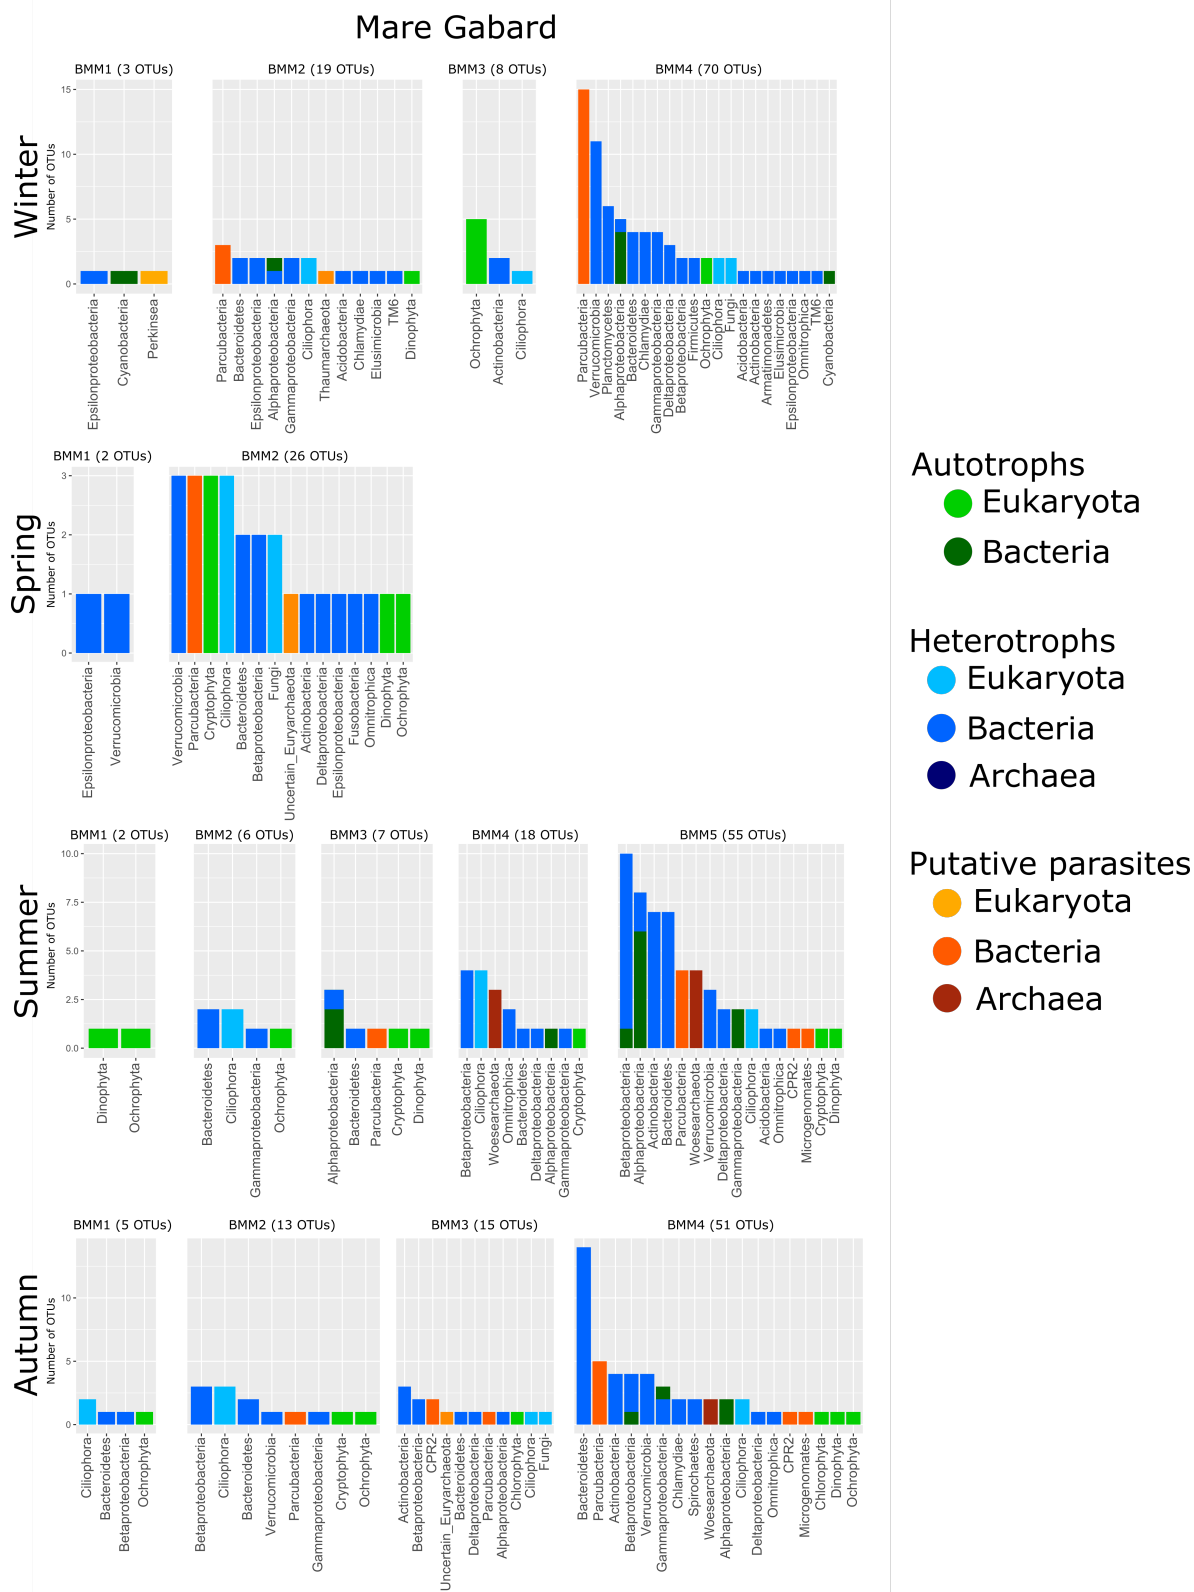 Mare Gabard
Winter
Number of OTUs
BMM1 (3 OTUs)
BMM2 (19 OTUs)
BMM3 (8 OTUs)
BMM4 (70 OTUs)
15
10
5
0
Epsilonproteobacteria
Cyanobacteria
Perkinsea
Parcubacteria
Bacteroidetes
Epsilonproteobacteria
Alphaproteobacteria
Gammaproteobacteria
Ciliophora
Thaumarchaeota
Acidobacteria
Chlamydiae
Elusimicrobia
TM6
Dinophyta
Ochrophyta
Actinobacteria
Ciliophora
Parcubacteria
Verrucomicrobia
Planctomycetes
Alphaproteobacteria
Bacteroidetes
Chlamydiae
Gammaproteobacteria
Deltaproteobacteria
Betaproteobacteria
Firmicutes
Ochrophyta
Ciliophora
Fungi
Acidobacteria
Actinobacteria
Armatimonadetes
Elusimicrobia
Epsilonproteobacteria
Omnitrophica
TM6
Cyanobacteria
Spring
Number of OTUs
BMM1 (2 OTUs)
BMM2 (26 OTUs)
3
2
1
0
Epsilonproteobacteria
Verrucomicrobia
Verrucomicrobia
Parcubacteria
Cryptophyta
Ciliophora
Bacteroidetes
Betaproteobacteria
Fungi
Uncertain_Euryarchaeota
Actinobacteria
Deltaproteobacteria
Epsilonproteobacteria
Fusobacteria
Omnitrophica
Dinophyta
Ochrophyta
Summer
Number of OTUs
BMM1 (2 OTUs)
BMM2 (6 OTUs)
BMM3 (7 OTUs)
BMM4 (18 OTUs)
BMM5 (55 OTUs)
10.0
7.5
5.0
2.5
0.0
Dinophyta
Ochrophyta
Bacteroidetes
Ciliophora
Gammaproteobacteria
Ochrophyta
Alphaproteobacteria
Bacteroidetes
Parcubacteria
Cryptophyta
Dinophyta
Betaproteobacteria
Ciliophora
Woesearchaeota
Omnitrophica
Bacteroidetes
Deltaproteobacteria
Alphaproteobacteria
Gammaproteobacteria
Cryptophyta
Betaproteobacteria
Alphaproteobacteria
Actinobacteria
Bacteroidetes
Parcubacteria
Woesearchaeota
Verrucomicrobia
Deltaproteobacteria
Gammaproteobacteria
Ciliophora
Acidobacteria
Omnitrophica
CPR2
Microgenomates
Cryptophyta
Dinophyta
Autumn
Number of OTUs
BMM1 (5 OTUs)
BMM2 (13 OTUs)
BMM3 (15 OTUs)
BMM4 (51 OTUs)
10
5
0
Ciliophora
Bacteroidetes
Betaproteobacteria
Ochrophyta
Betaproteobacteria
Ciliophora
Bacteroidetes
Verrucomicrobia
Parcubacteria
Gammaproteobacteria
Cryptophyta
Ochrophyta
Actinobacteria
Betaproteobacteria
CPR2
Uncertain_Euryarchaeota
Bacteroidetes
Deltaproteobacteria
Parcubacteria
Alphaproteobacteria
Chlorophyta
Ciliophora
Fungi
Bacteroidetes
Parcubacteria
Actinobacteria
Betaproteobacteria
Verrucomicrobia
Gammaproteobacteria
Chlamydiae
Spirochaetes
Woesearchaeota
Alphaproteobacteria
Ciliophora
Deltaproteobacteria
Omnitrophica
CPR2
Microgenomates
Chlorophyta
Dinophyta
Ochrophyta
Autotrophs
Eukaryota
Bacteria
Heterotrophs
Eukaryota
Bacteria
Archaea
Putative parasites
Eukaryota
Bacteria
Archaea